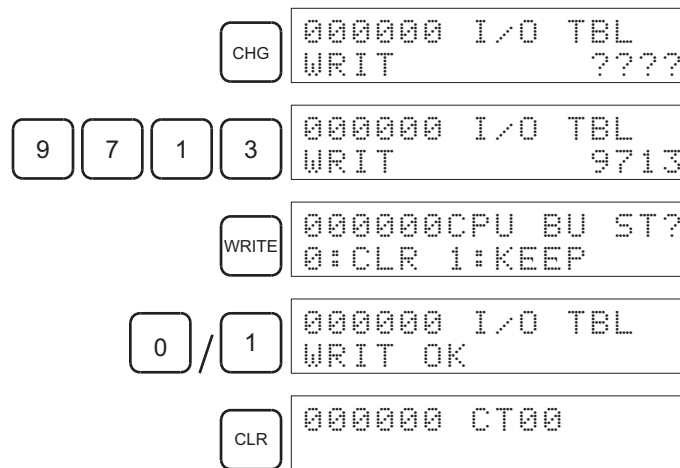 CHG
000000 I/O TBL
WRIT ????
9 7 1 3
000000 I/O TBL
WRIT 9713
WRITE
000000CPU BU ST?
0:CLR 1:KEEP
0 / 1
000000 I/O TBL
WRIT OK
CLR
000000 CT00